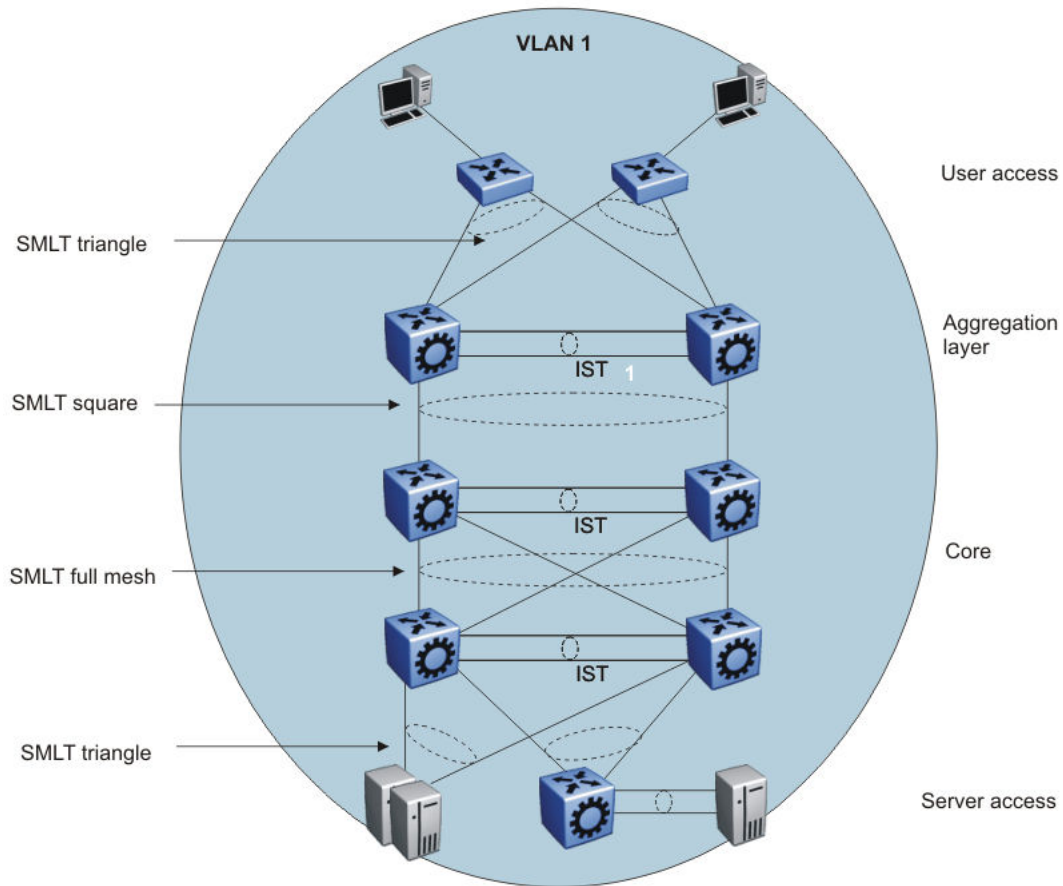 VLAN 1
User access
SMLT triangle
Aggregation
layer
IST
1
SMLT square
IST
Core
SMLT full mesh
IST
SMLT triangle
Server access